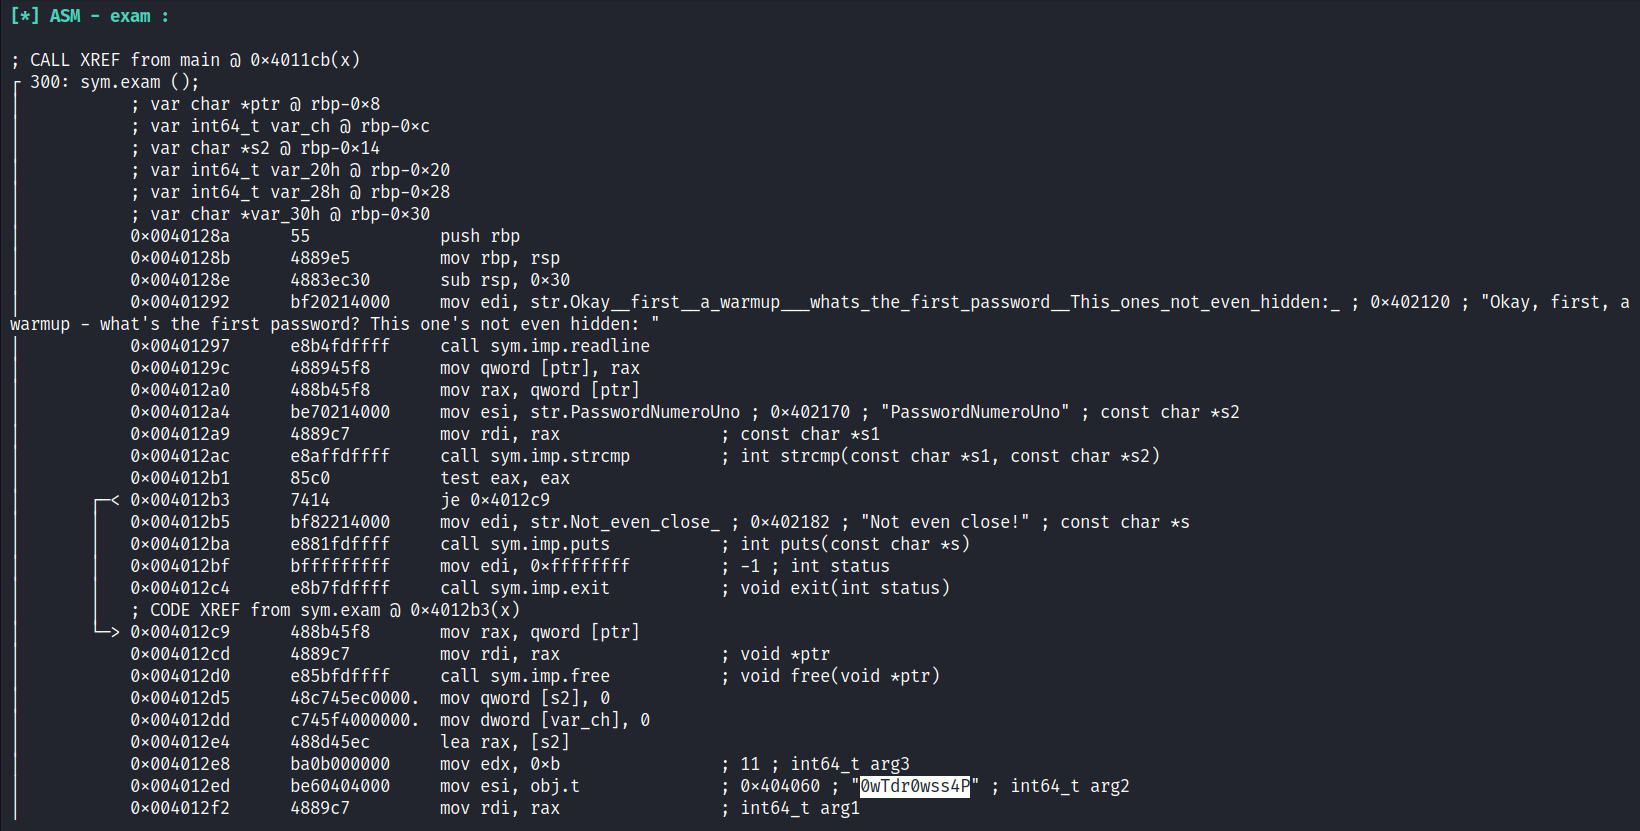 [*] ASM - exam :
; CALL XREF from main @ 0×4011cb(x)
300: sym.exam ();
; var char *ptr @ rbp-0×8
; var int64_t var_ch @ rbp-0×c
; var char *s2 @ rbp-0×14
; var int64_t var_20h @ rbp-0×20
; var int64_t var_28h @ rbp-0×28
; var char *var_30h @ rbp-0×30
0×0040128a 55 push rbp
0×0040128b 4889e5 mov rbp, rsp
0×0040128e 4883ec30 sub rsp, 0×30
0×00401292 bf20214000 mov edi, str.Okay__first__a_warmup___whats_the_first_password__This_ones_not_even_hidden:_ ; 0×402120 ; "Okay, first, a
warmup - what's the first password? This one's not even hidden: "
0×00401297 e8b4fdffff call sym.imp.readline
0×0040129c 488945f8 mov qword [ptr], rax
0×004012a0 488b45f8 mov rax, qword [ptr]
0×004012a4 be70214000 mov esi, str.PasswordNumeroUno ; 0×402170 ; "PasswordNumeroUno" ; const char *s2
0×004012a9 4889c7 mov rdi, rax ; const char *s1
0×004012ac e8affdffff call sym.imp.strcmp ; int strcmp(const char *s1, const char *s2)
0×004012b1 85c0 test eax, eax
< 0×004012b3 7414 je 0×4012c9
0×004012b5 bf82214000 mov edi, str.Not_even_close_ ; 0×402182 ; "Not even close!" ; const char *s
0×004012ba e881fdffff call sym.imp.puts ; int puts(const char *s)
0×004012bf bfffffffff mov edi, 0×ffffffff ; -1 ; int status
0×004012c4 e8b7fdffff call sym.imp.exit ; void exit(int status)
; CODE XREF from sym.exam @ 0×4012b3(x)
> 0×004012c9 488b45f8 mov rax, qword [ptr]
0×004012cd 4889c7 mov rdi, rax ; void *ptr
0×004012d0 e85bfdffff call sym.imp.free ; void free(void *ptr)
0×004012d5 48c745ec0000. mov qword [s2], 0
0×004012dd c745f4000000. mov dword [var_ch], 0
0×004012e4 488d45ec lea rax, [s2]
0×004012e8 ba0b000000 mov edx, 0×b ; 11 ; int64_t arg3
0×004012ed be60404000 mov esi, obj.t ; 0×404060 ; "0wTdr0wss4P" ; int64_t arg2
0×004012f2 4889c7 mov rdi, rax ; int64_t arg1